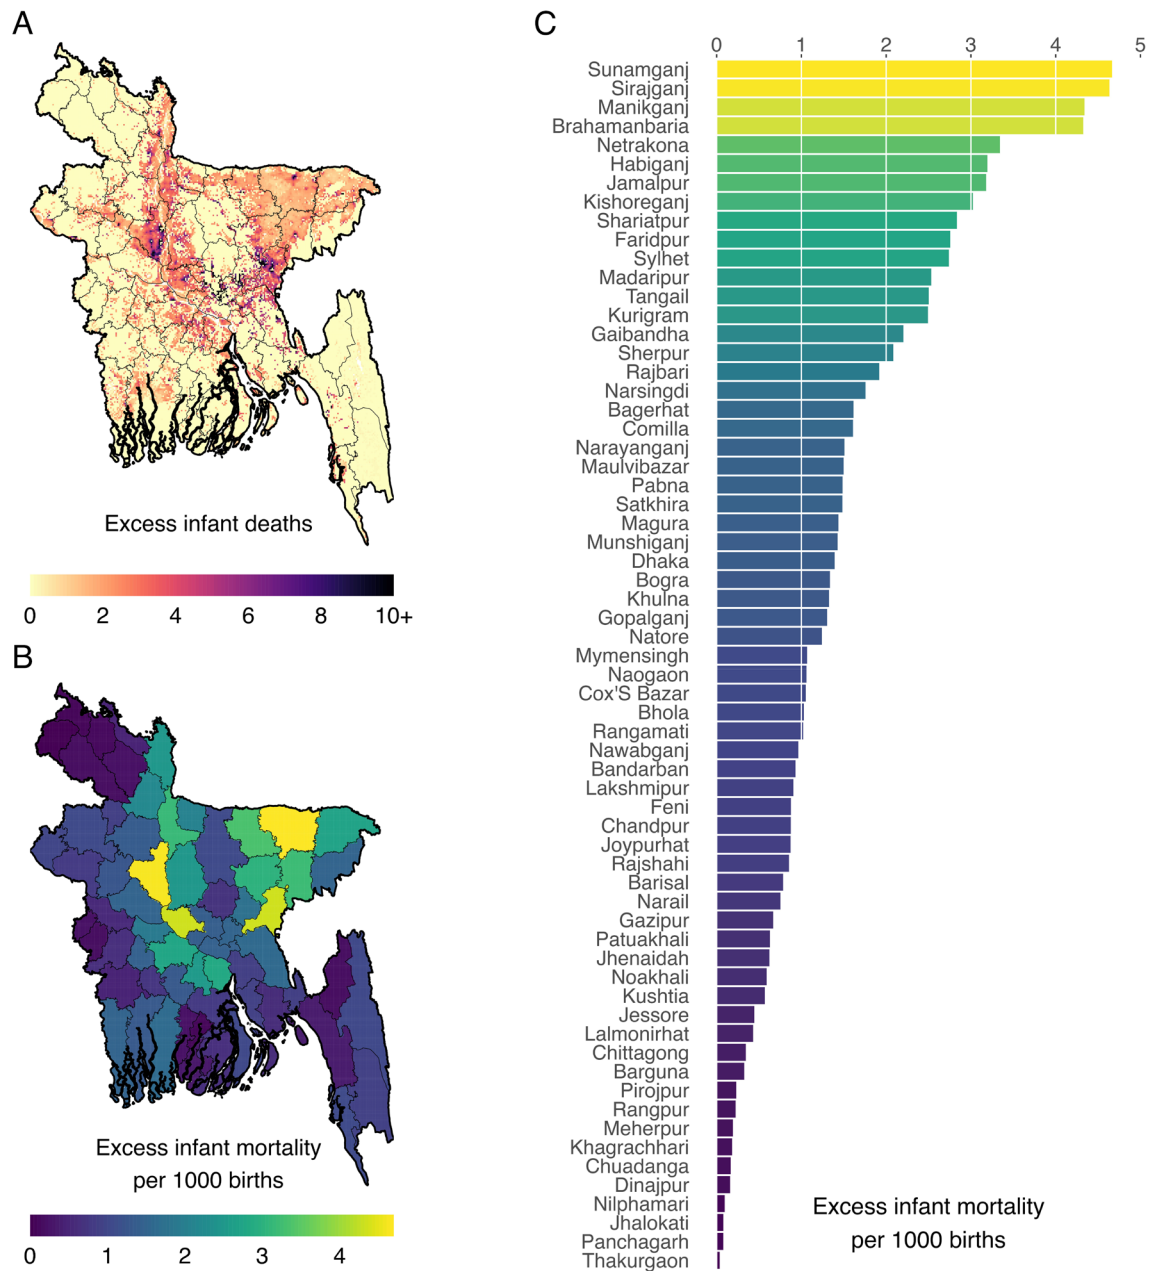 A
Excess infant deaths
0 2 4 6 8 10+
B
Excess infant mortality
per 1000 births
0 1 2 3 4
C
0 1 2 3 4 5
Sunamganj
Sirajganj
Manikganj
Brahamanbaria
Netrakona
Habiganj
Jamalpur
Kishoreganj
Shariatpur
Faridpur
Sylhet
Madaripur
Tangail
Kurigram
Gaibandha
Sherpur
Rajbari
Narsingdi
Bagerhat
Comilla
Narayanganj
Maulvibazar
Pabna
Satkhira
Magura
Munshiganj
Dhaka
Bogra
Khulna
Gopalganj
Natore
Mymensingh
Naogaon
Cox'S Bazar
Bhola
Rangamati
Nawabganj
Bandarban
Lakshmipur
Feni
Chandpur
Joypurhat
Rajshahi
Barisal
Narail
Gazipur
Patuakhali
Jhenaidah
Noakhali
Kushtia
Jessore
Lalmonirhat
Chittagong
Barguna
Pirojpur
Rangpur
Meherpur
Khagrachhari
Chuadanga
Dinajpur
Nilphamari
Jhalokati
Panchagarh
Thakurgaon
Excess infant mortality
per 1000 births